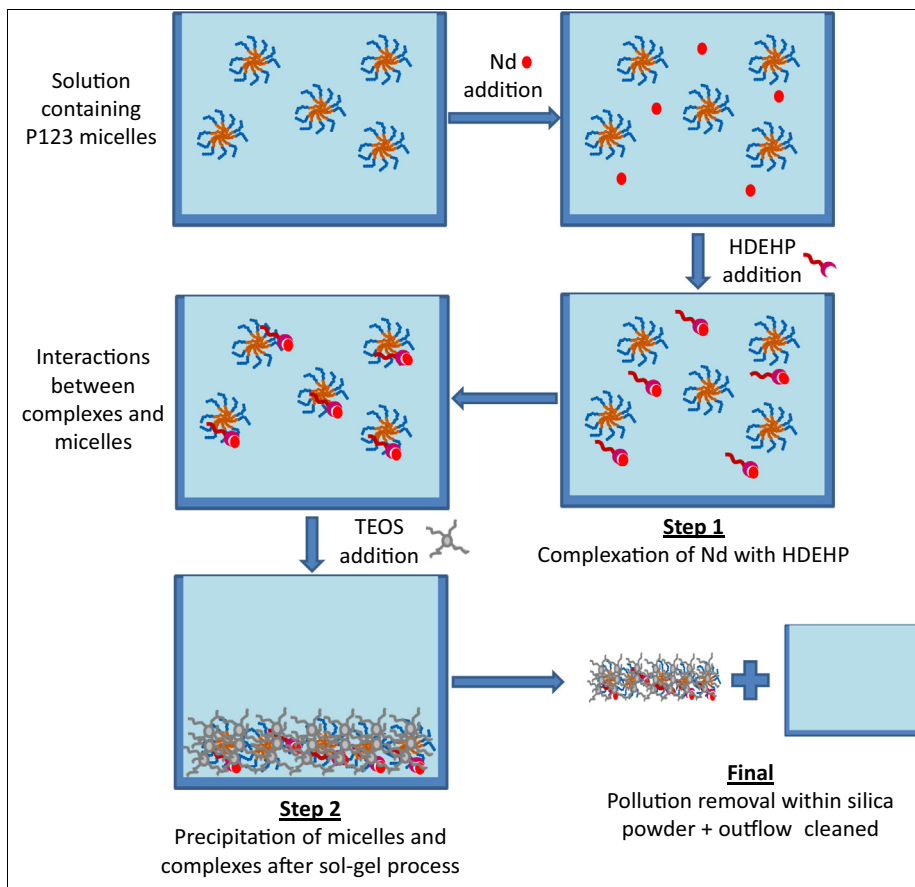 Solution
containing
P123 micelles
Nd
addition
HDEHP
addition
Interactions
between
complexes and
micelles
Step 1
Complexation of Nd with HDEHP
TEOS
addition
Step 2
Precipitation of micelles and
complexes after sol-gel process
Final
Pollution removal within silica
powder + outflow cleaned